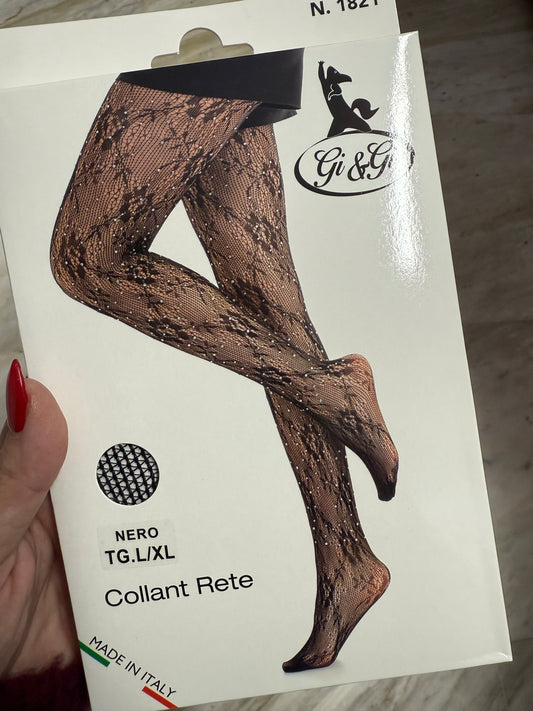 N. 1821
Gi & Gi
NERO
TG.L/XL
Collant Rete
MADE IN ITALY